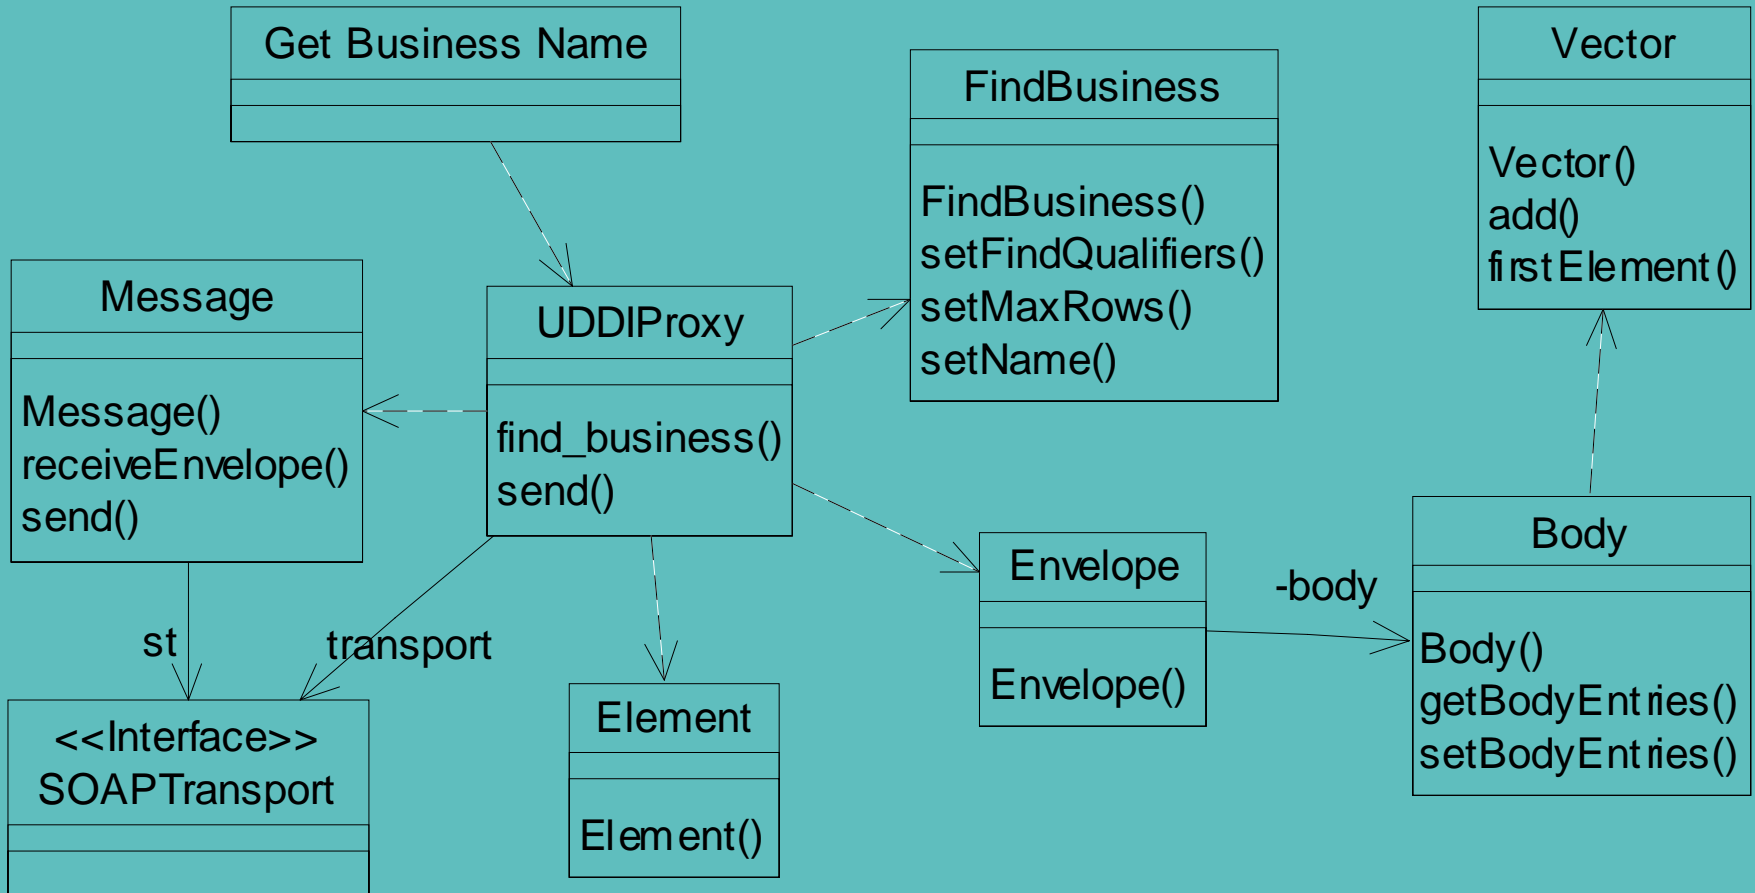 Get Business Name
Vector
Vector()
add()
firstElement()
FindBusiness
FindBusiness()
setFindQualifiers()
setMaxRows()
setName()
Message
Message()
receiveEnvelope()
send()
UDDIProxy
find_business()
send()
Envelope
Envelope()
-body
Body
Body()
getBodyEntries()
setBodyEntries()
st
transport
<<Interface>>
SOAPTransport
Element
Element()